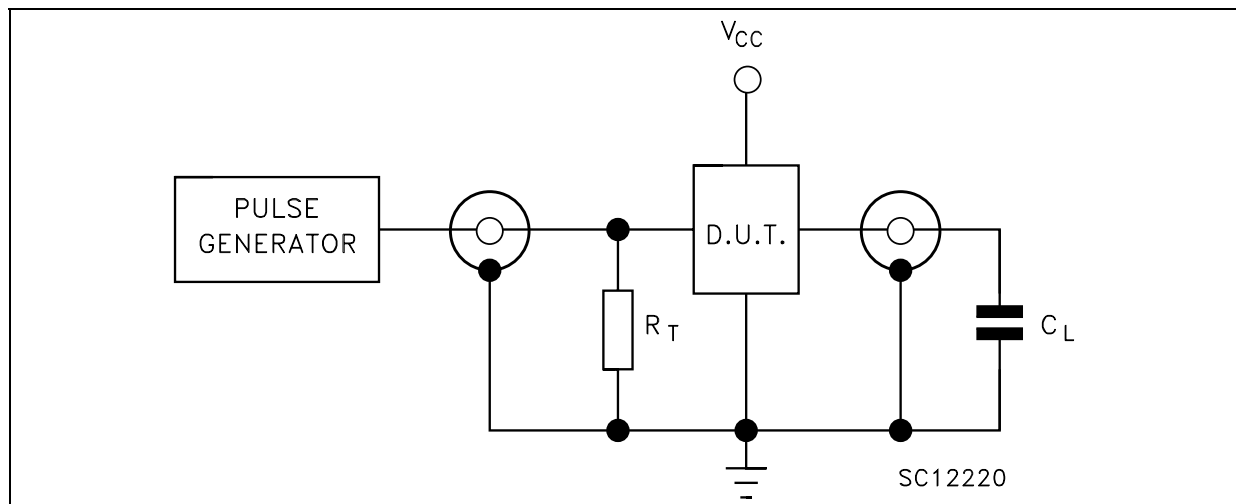 VCC
PULSE
GENERATOR
D.U.T.
RT
CL
SC12220